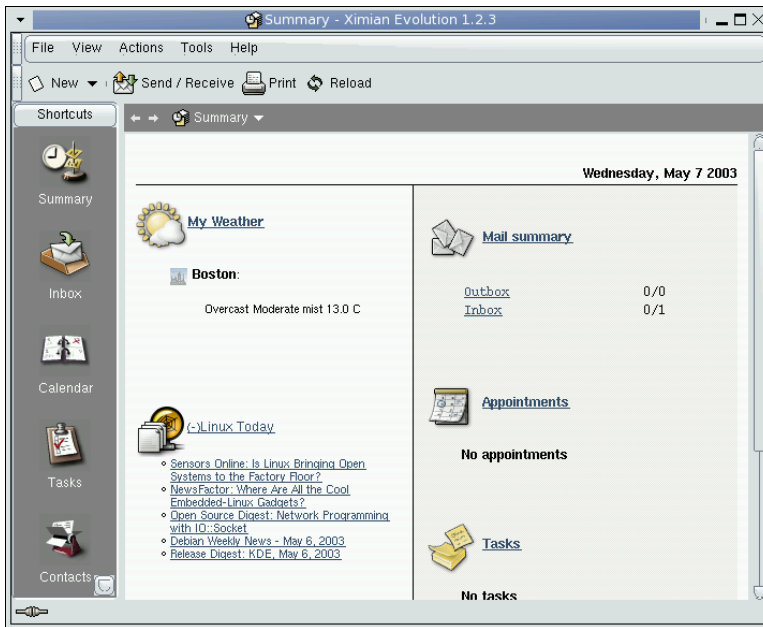 Summary - Ximian Evolution 1.2.3
File View Actions Tools Help
New Send / Receive Print Reload
Shortcuts
Summary
Summary
Inbox
Calendar
Tasks
Contacts
Wednesday, May 7 2003
My Weather
Boston:
Overcast Moderate mist 13.0 C
(-)Linux Today
Sensors Online: Is Linux Bringing Open
Systems to the Factory Floor?
NewsFactor: Where Are All the Cool
Embedded-Linux Gadgets?
Open Source Digest: Network Programming
with IO::Socket
Debian Weekly News - May 6, 2003
Release Digest: KDE, May 6, 2003
Mail summary
Outbox 0/0
Inbox 0/1
Appointments
No appointments
Tasks
No tasks